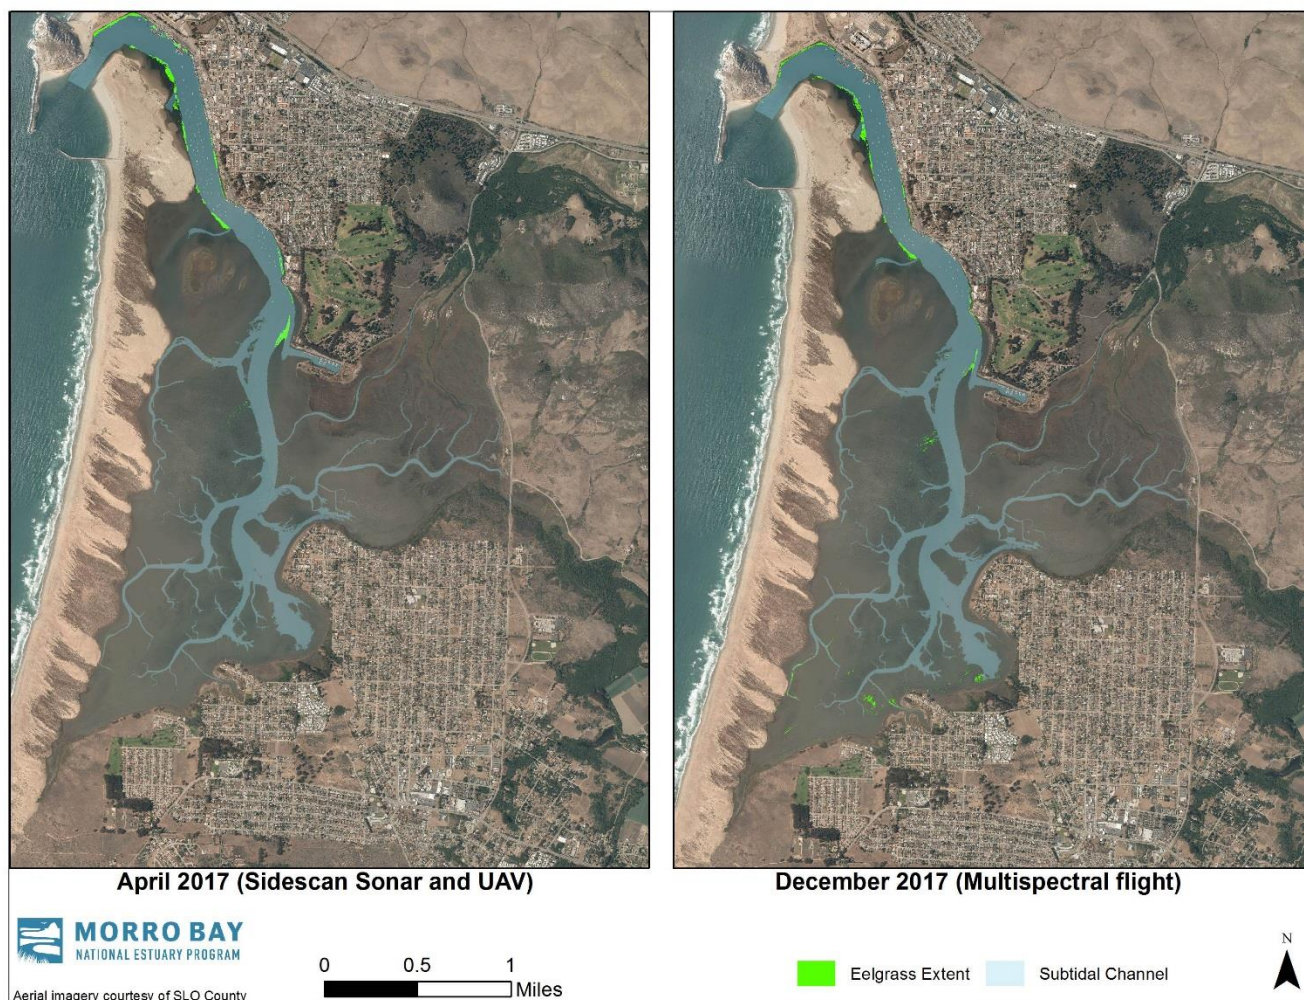 April 2017 (Sidescan Sonar and UAV)
December 2017 (Multispectral flight)
MORRO BAY
NATIONAL ESTUARY PROGRAM
Aerial imagery courtesy of SLO County
0 0.5 1
Miles
Eelgrass Extent
Subtidal Channel
N